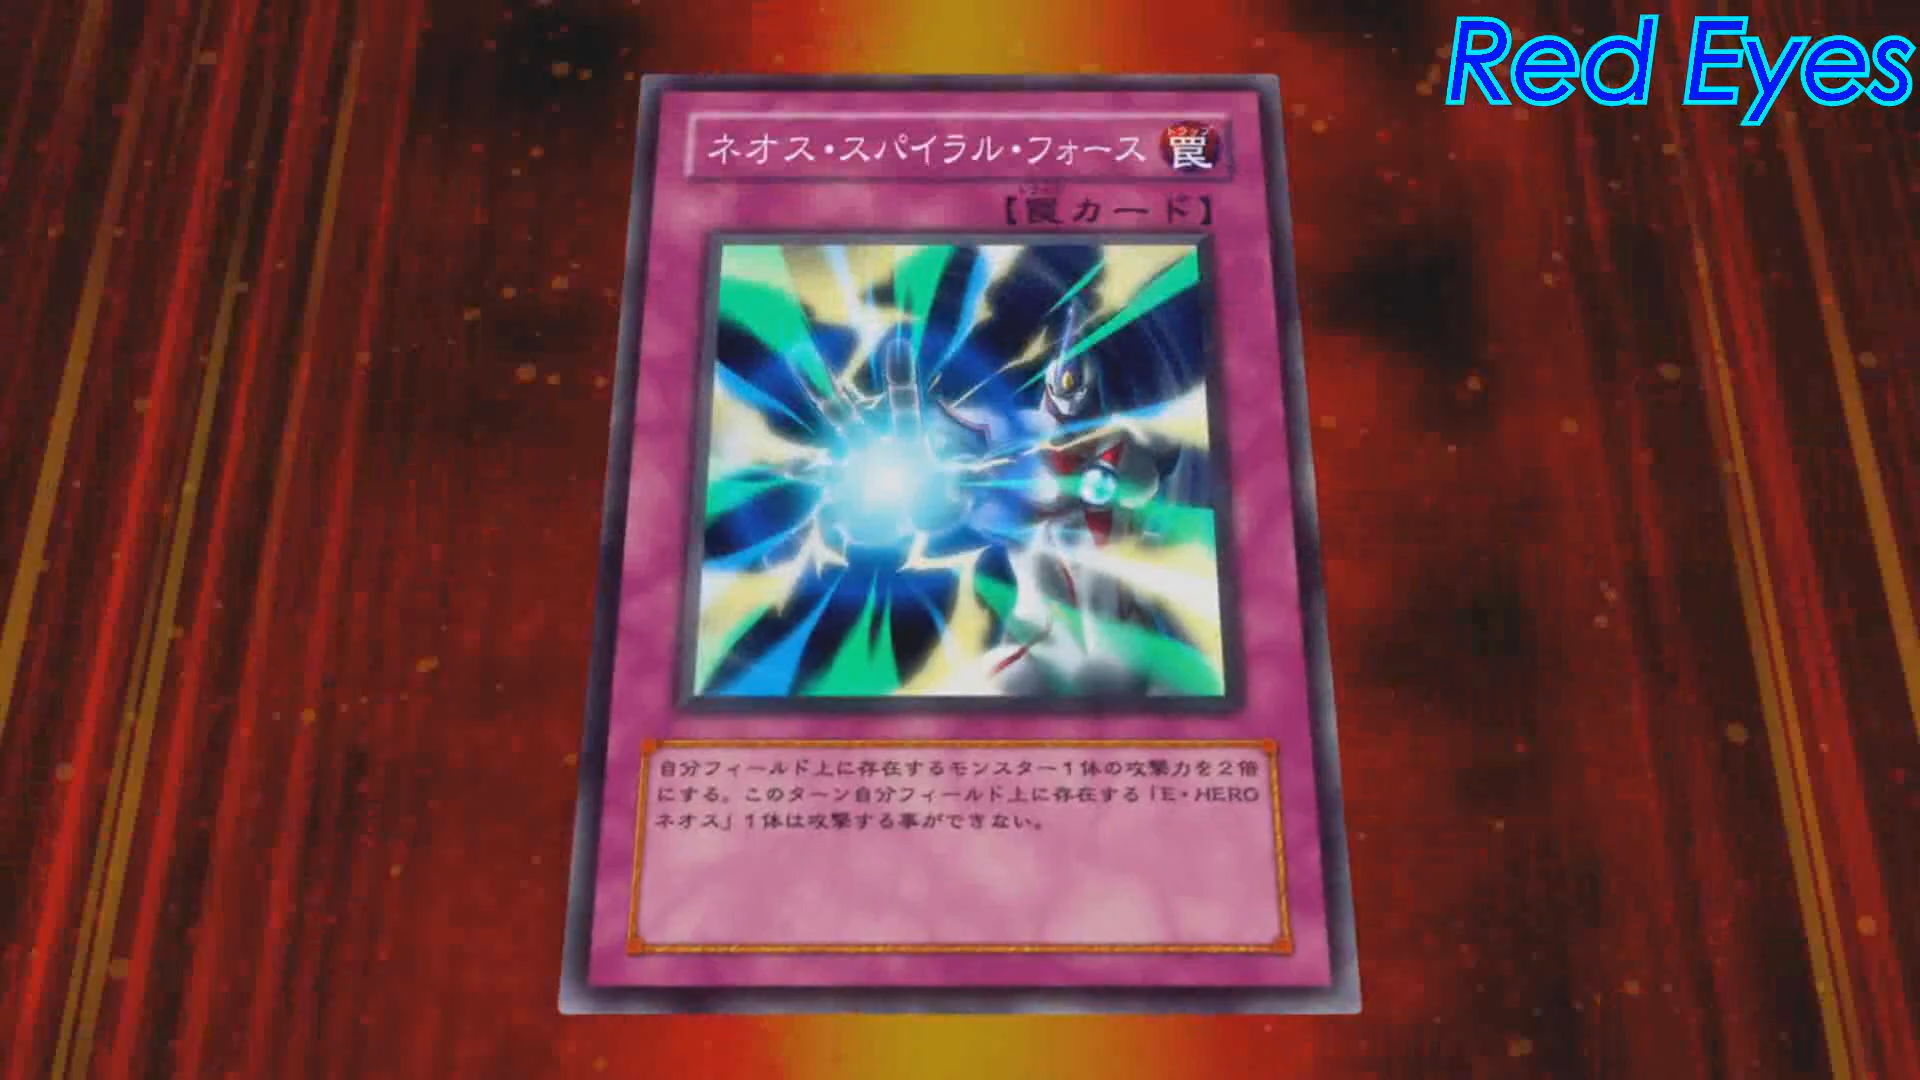 Red Eyes
ネオス・スパイラル・フォース
トラップ
罠
【罠カード】
自分フィールド上に存在するモンスター1体の攻撃力を2倍
にする。このターン自分フィールド上に存在する「E・HERO
ネオス」1体は攻撃する事ができない。